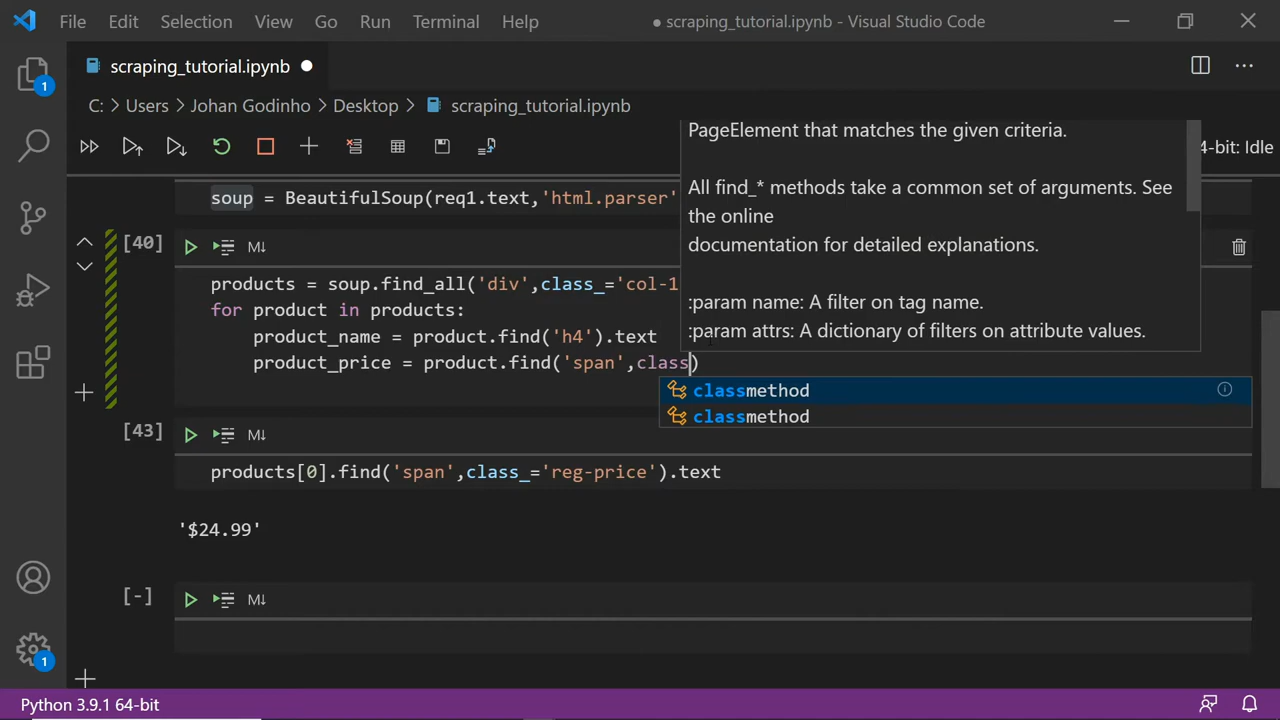 File Edit Selection View Go Run Terminal Help ● scraping_tutorial.ipynb - Visual Studio Code
scraping_tutorial.ipynb ●
C: > Users > Johan Godinho > Desktop > scraping_tutorial.ipynb
4-bit: Idle
PageElement that matches the given criteria.
All find_* methods take a common set of arguments. See
the online
documentation for detailed explanations.
:param name: A filter on tag name.
:param attrs: A dictionary of filters on attribute values.
soup = BeautifulSoup(req1.text,'html.parser'
[40] M↓
products = soup.find_all('div',class_='col-1
for product in products:
product_name = product.find('h4').text
product_price = product.find('span',class)
classmethod
classmethod
[43] M↓
products[0].find('span',class_='reg-price').text
'$24.99'
[-] M↓
1
1
Python 3.9.1 64-bit